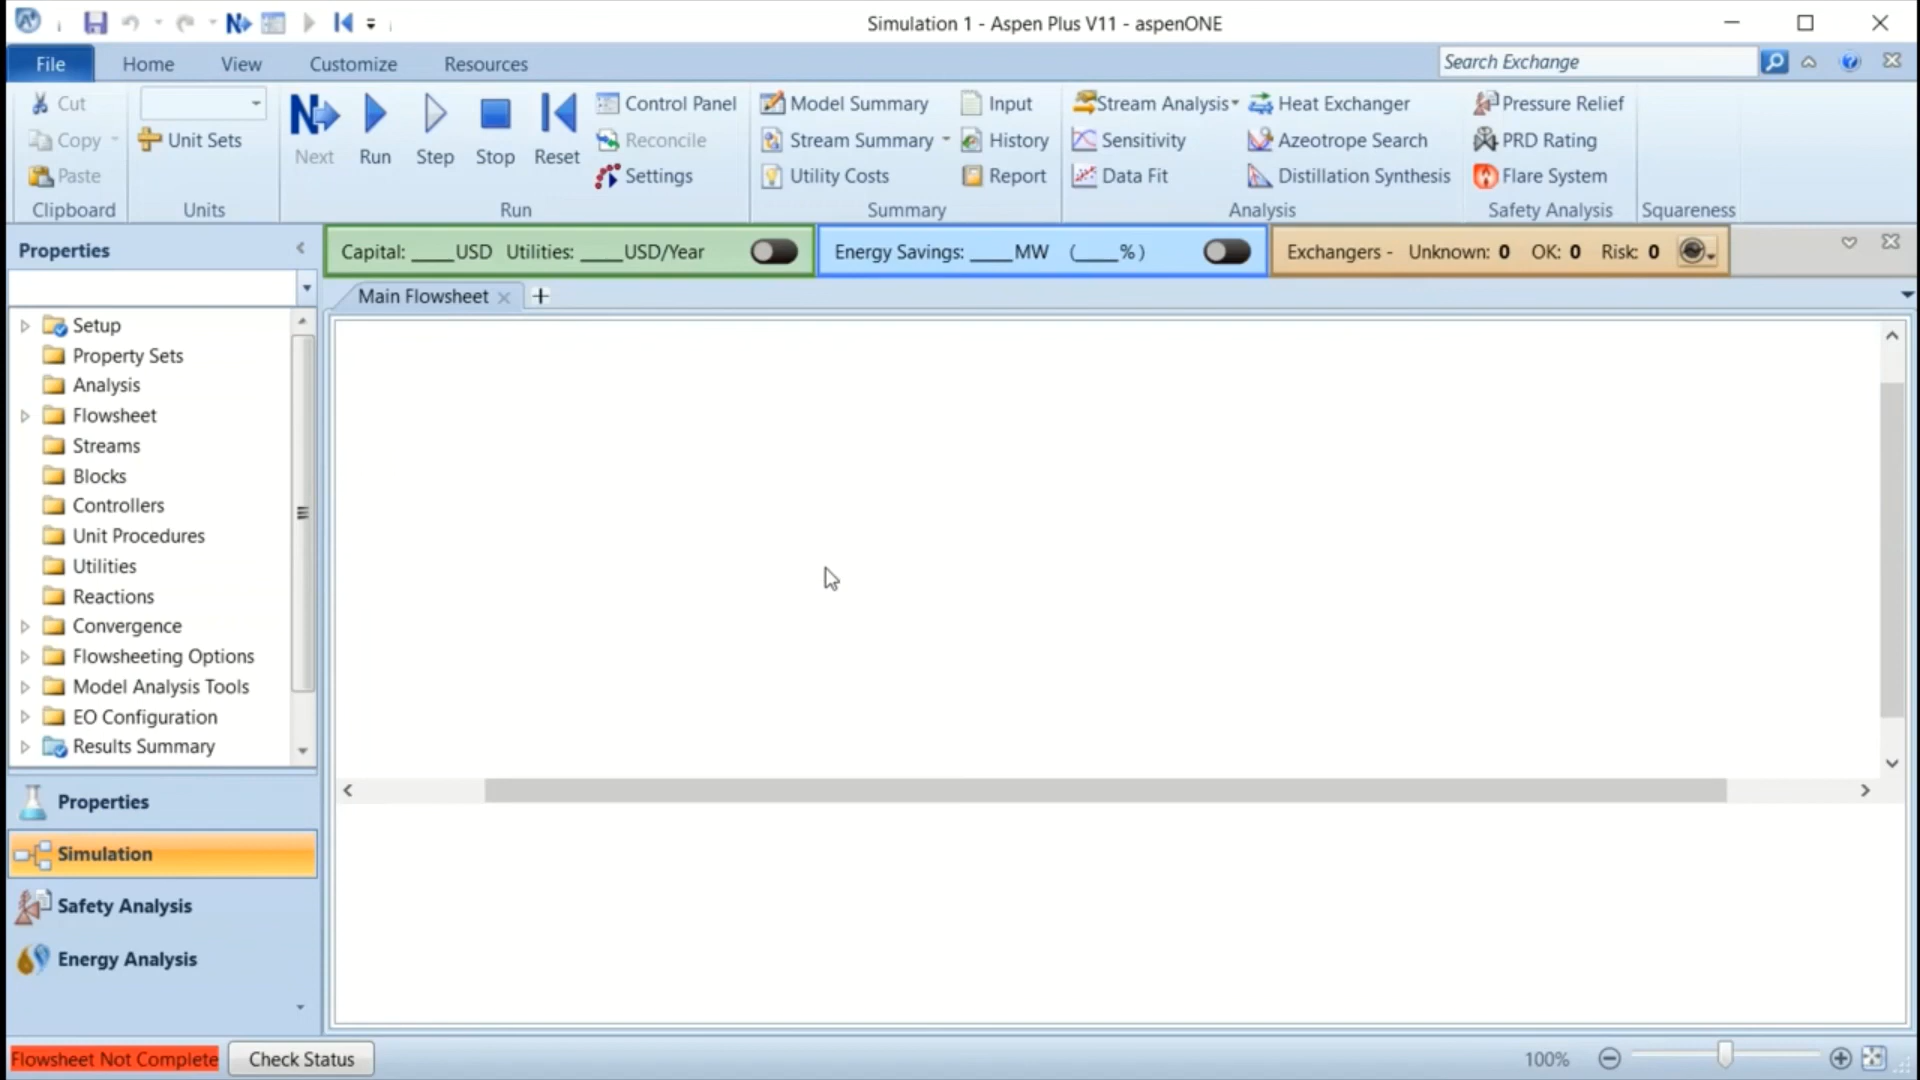 Simulation 1 - Aspen Plus V11 - aspenONE
File Home View Customize Resources Search Exchange
Cut Copy Paste Clipboard
Unit Sets Units
Next Run Step Stop Reset Control Panel Reconcile Settings Run
Model Summary Input
Stream Summary History
Utility Costs Report
Summary
Stream Analysis Heat Exchanger
Sensitivity Azeotrope Search
Data Fit Distillation Synthesis
Analysis
Pressure Relief
PRD Rating
Flare System
Safety Analysis
Squareness
Properties
Capital: ____USD Utilities: ____USD/Year
Energy Savings: ____MW (____%)
Exchangers - Unknown: 0 OK: 0 Risk: 0
Main Flowsheet
Setup
Property Sets
Analysis
Flowsheet
Streams
Blocks
Controllers
Unit Procedures
Utilities
Reactions
Convergence
Flowsheeting Options
Model Analysis Tools
EO Configuration
Results Summary
Properties
Simulation
Safety Analysis
Energy Analysis
Flowsheet Not Complete Check Status 100%